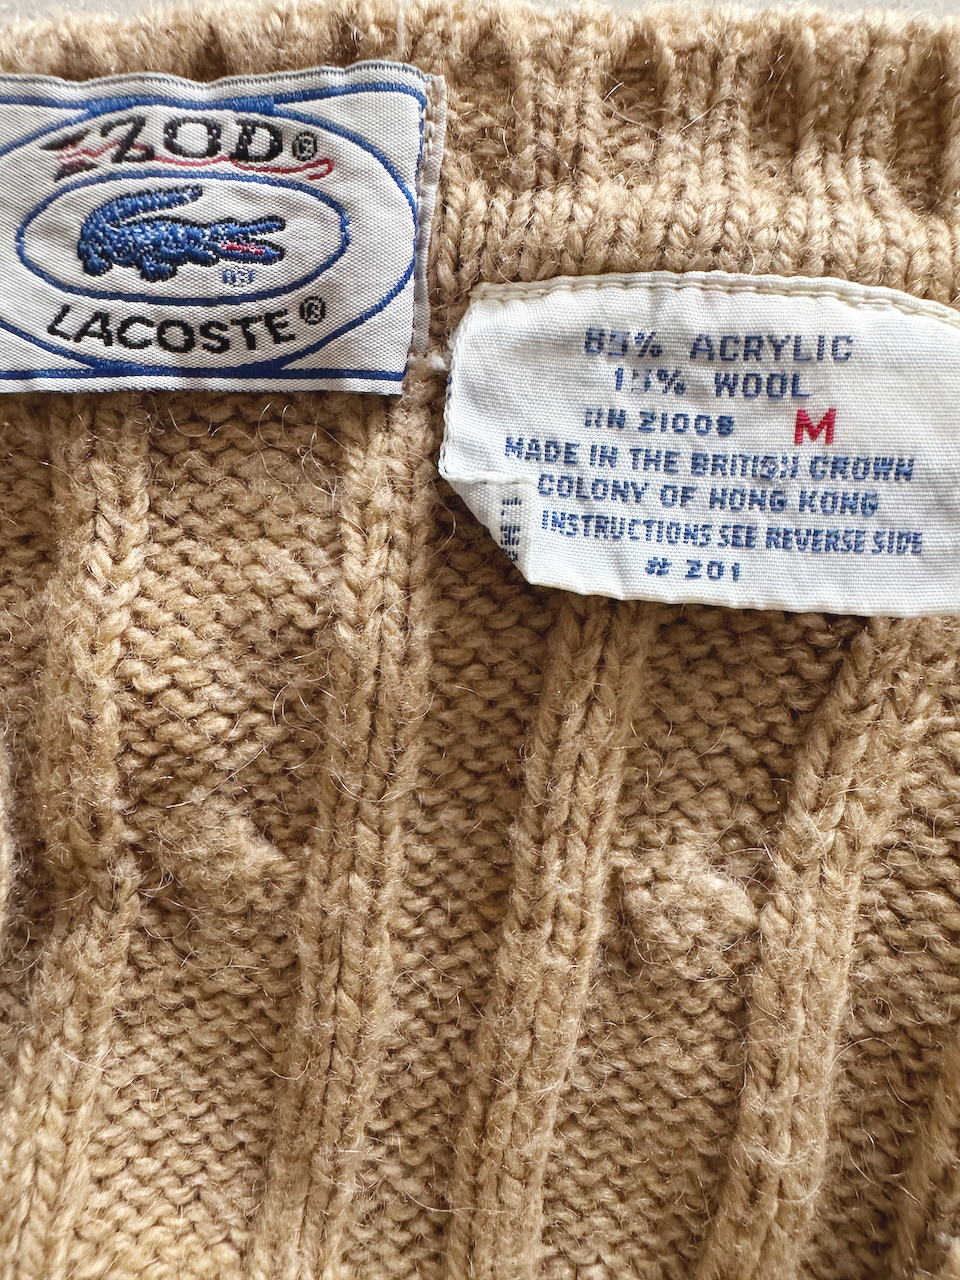 IZOD®
LACOSTE®
85% ACRYLIC
15% WOOL
RN 21008 M
MADE IN THE BRITISH CROWN
COLONY OF HONG KONG
INSTRUCTIONS SEE REVERSE SIDE
# 201